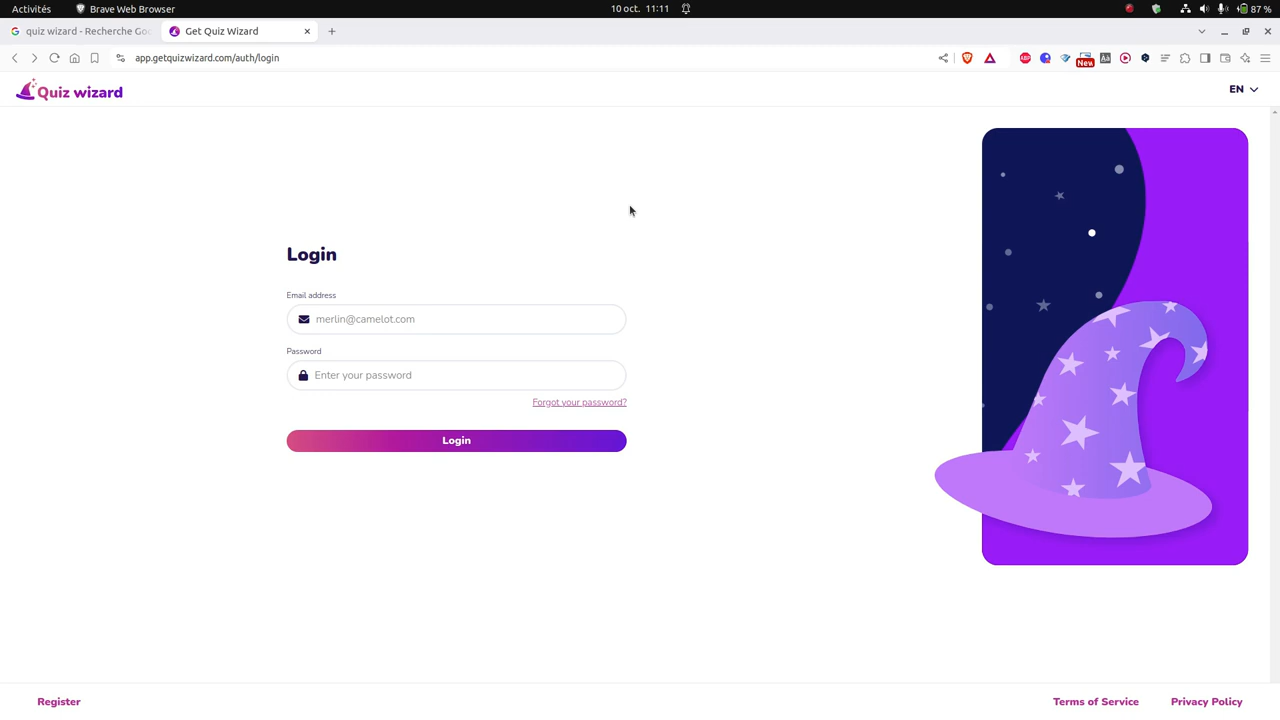 Activités
Brave Web Browser
10 oct. 11:11
87 %
quiz wizard - Recherche Goo
Get Quiz Wizard
app.getquizwizard.com/auth/login
New
Quiz wizard
EN
Login
Email address
merlin@camelot.com
Password
Enter your password
Forgot your password?
Login
Register
Terms of Service
Privacy Policy